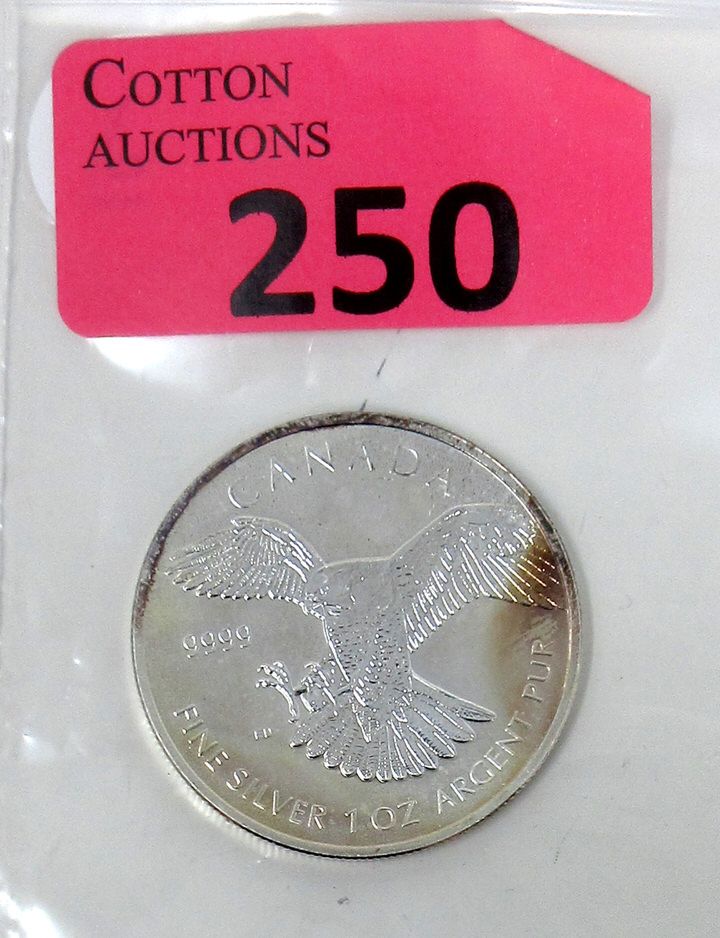 COTTON
AUCTIONS
250
CANADA
9999
FINE SILVER 1 OZ ARGENT PUR